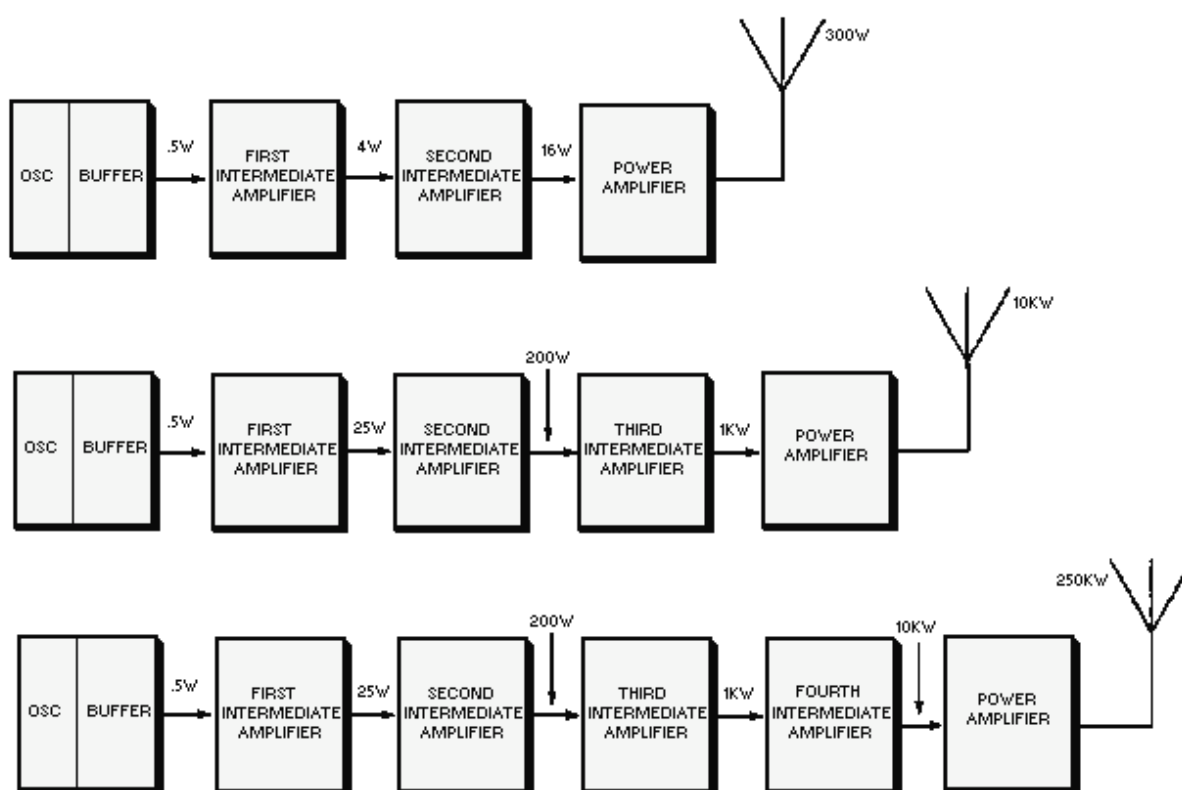 300W
OSC
BUFFER
.5W
FIRST
INTERMEDIATE
AMPLIFIER
4W
SECOND
INTERMEDIATE
AMPLIFIER
16W
POWER
AMPLIFIER
10KW
OSC
BUFFER
.5W
FIRST
INTERMEDIATE
AMPLIFIER
25W
SECOND
INTERMEDIATE
AMPLIFIER
200W
THIRD
INTERMEDIATE
AMPLIFIER
1KW
POWER
AMPLIFIER
250KW
OSC
BUFFER
.5W
FIRST
INTERMEDIATE
AMPLIFIER
25W
SECOND
INTERMEDIATE
AMPLIFIER
200W
THIRD
INTERMEDIATE
AMPLIFIER
1KW
FOURTH
INTERMEDIATE
AMPLIFIER
10KW
POWER
AMPLIFIER